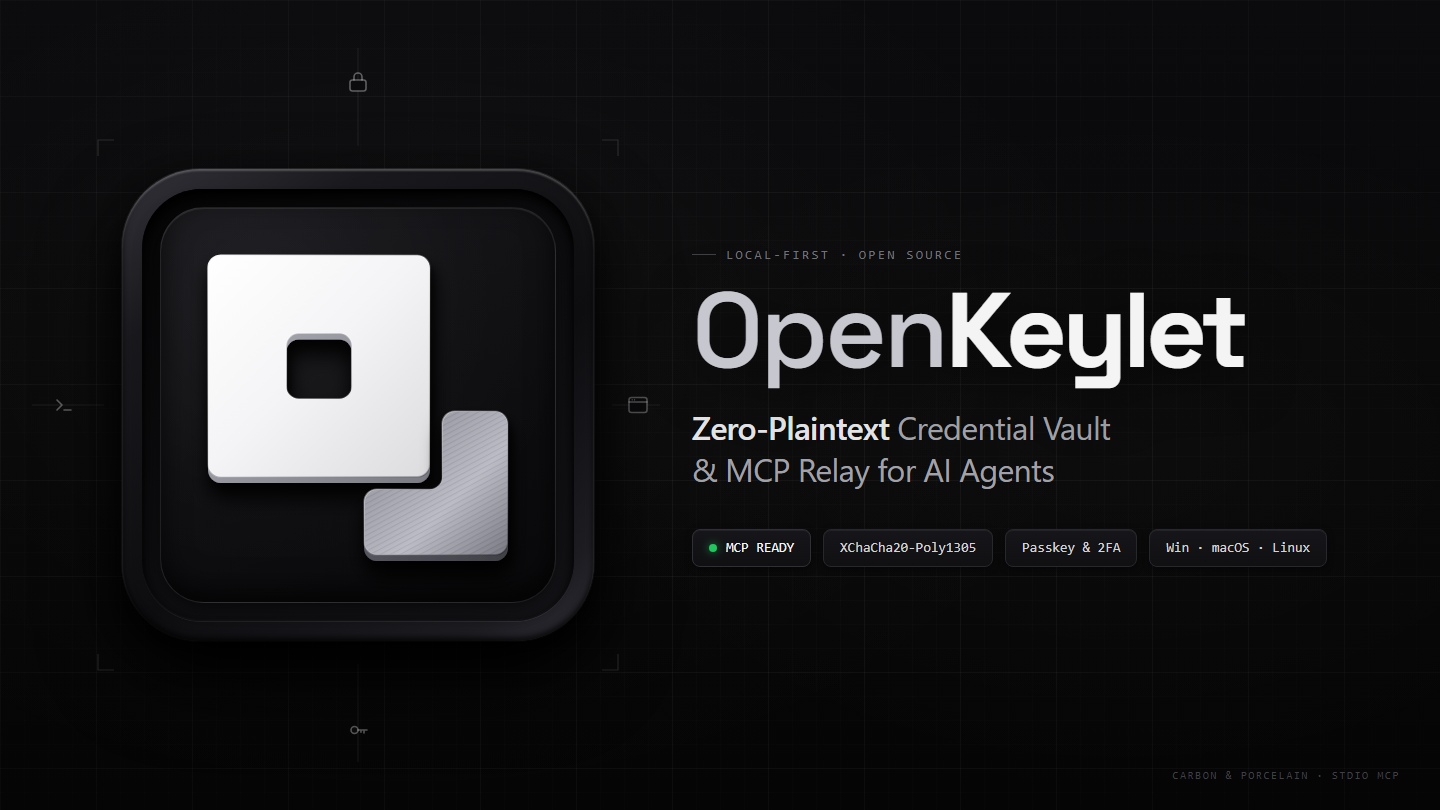 LOCAL-FIRST · OPEN SOURCE
OpenKeylet
Zero-Plaintext Credential Vault
& MCP Relay for AI Agents
MCP READY
XChaCha20-Poly1305
Passkey & 2FA
Win · macOS · Linux
CARBON & PORCELAIN · STDIO MCP